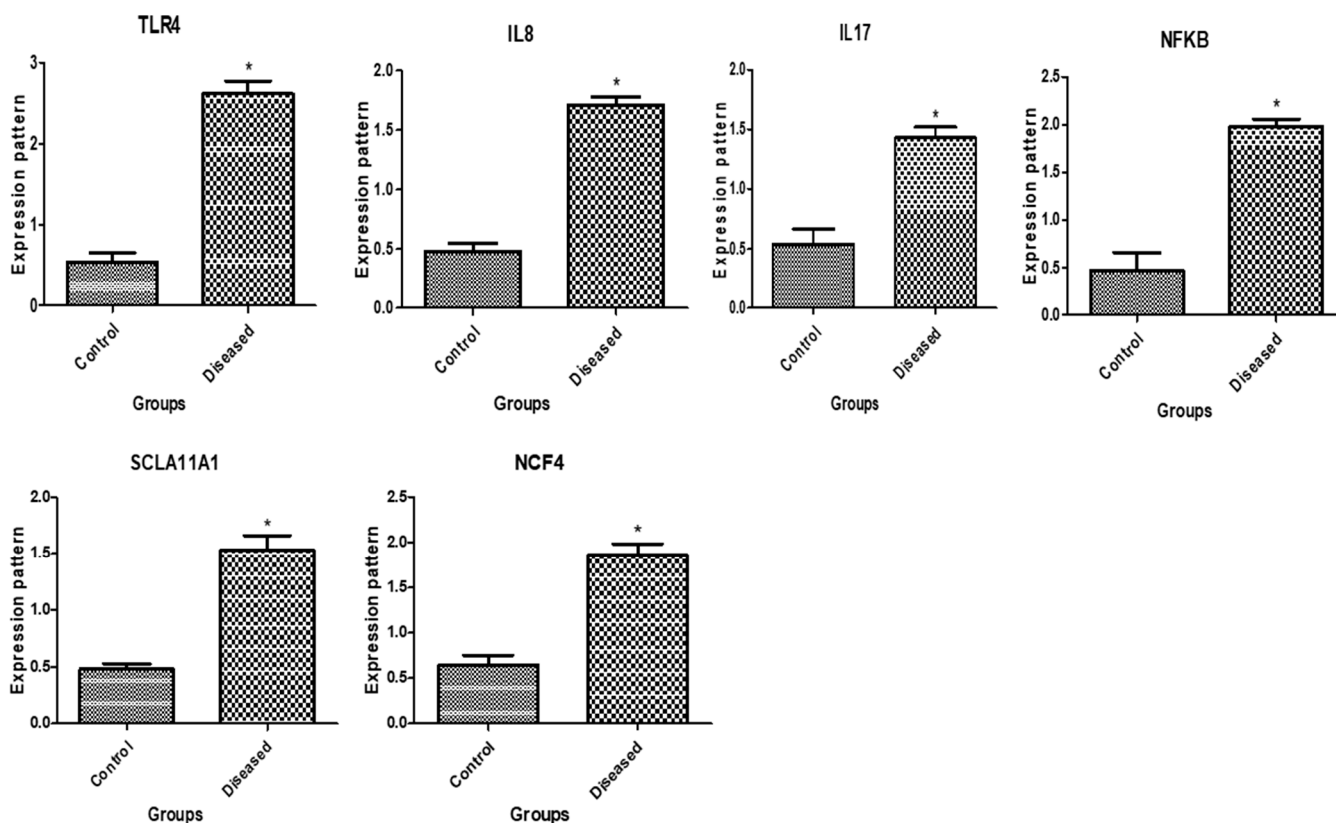 TLR4
Expression pattern
3
2
1
0
*
Control
Diseased
Groups
IL8
Expression pattern
2.0
1.5
1.0
0.5
0.0
*
Control
Diseased
Groups
IL17
Expression pattern
2.0
1.5
1.0
0.5
0.0
*
Control
Diseased
Groups
NFKB
Expression pattern
2.5
2.0
1.5
1.0
0.5
0.0
*
Control
Diseased
Groups
SCLA11A1
Expression pattern
2.0
1.5
1.0
0.5
0.0
*
Control
Diseased
Groups
NCF4
Expression pattern
2.5
2.0
1.5
1.0
0.5
0.0
*
Control
Diseased
Groups